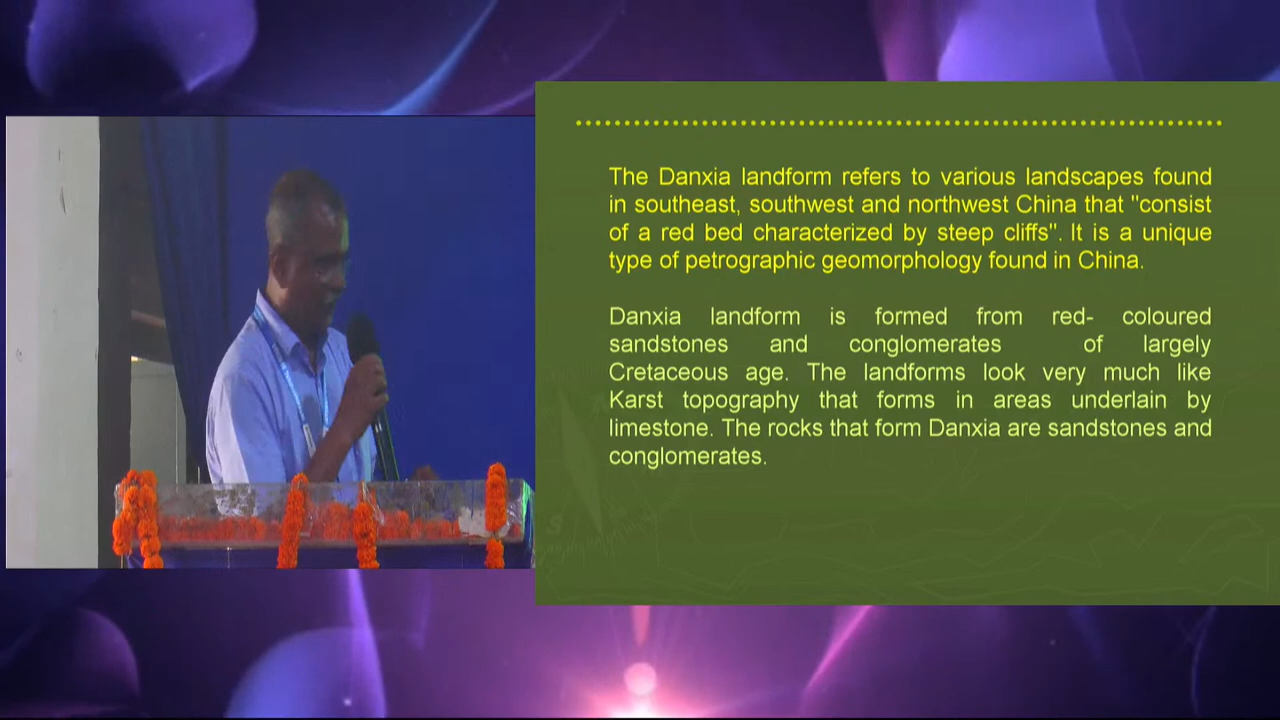 The Danxia landform refers to various landscapes found
in southeast, southwest and northwest China that "consist
of a red bed characterized by steep cliffs". It is a unique
type of petrographic geomorphology found in China.
Danxia landform is formed from red- coloured
sandstones and conglomerates of largely
Cretaceous age. The landforms look very much like
Karst topography that forms in areas underlain by
limestone. The rocks that form Danxia are sandstones and
conglomerates.